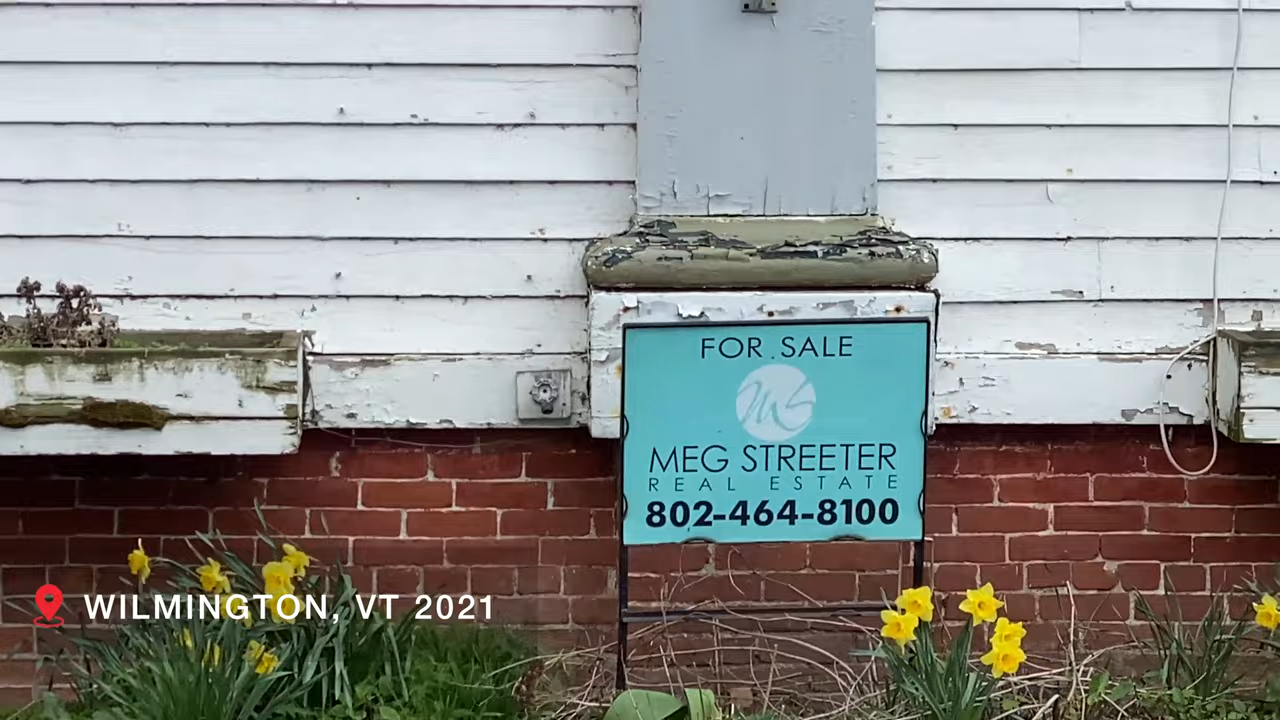 FOR SALE
MS
MEG STREETER
REAL ESTATE
802-464-8100
WILMINGTON, VT 2021